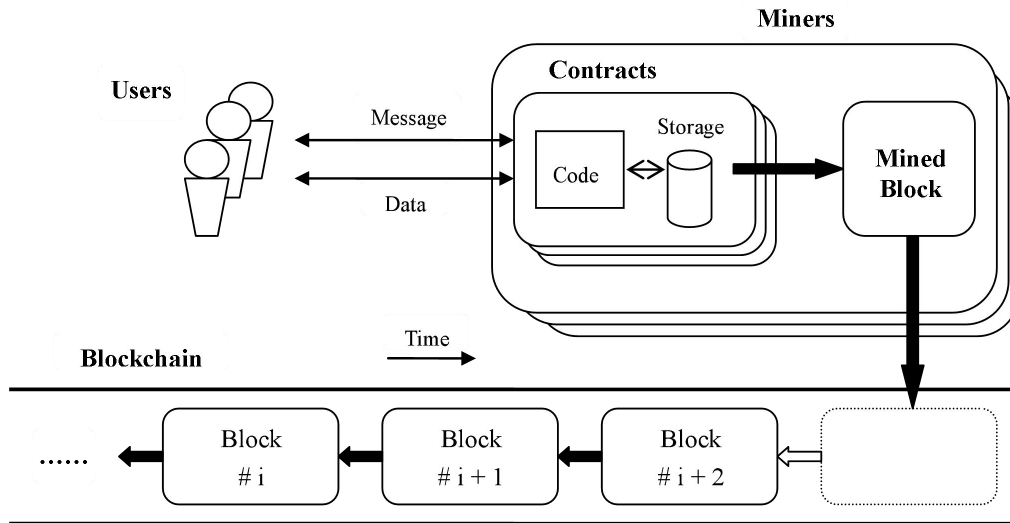 Miners
Contracts
Users
Message
Storage
Code
Mined
Block
Data
Time
Blockchain
......
Block
# i
Block
# i + 1
Block
# i + 2